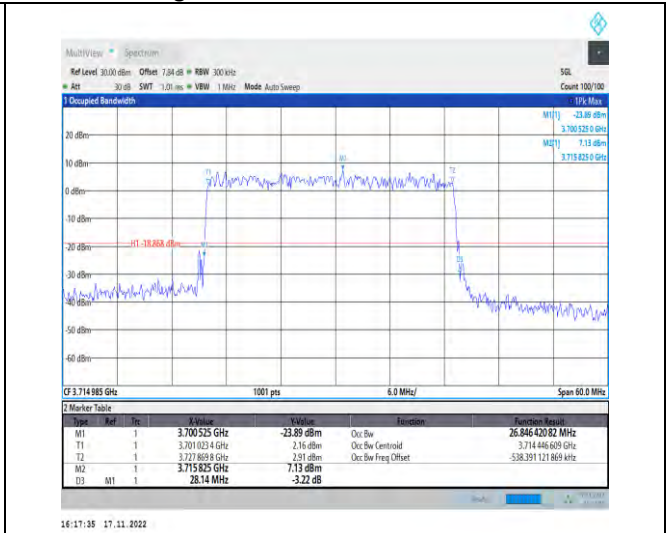 MultiView Spectrum
Ref Level 30.00 dBm Offset 7.84 dB RBW 300 kHz SGL
Att 30 dB SWT 1.01 ms VBW 1 MHz Mode Auto Sweep Count 100/100
1 Occupied Bandwidth 1Pk Max
M1[1] -23.89 dBm
3.700 525 0 GHz
M2[1] 7.13 dBm
3.715 825 0 GHz
20 dBm
10 dBm
0 dBm
-10 dBm
-20 dBm
-30 dBm
-40 dBm
-50 dBm
-60 dBm
H1 -18.868 dBm
T1
M2
T2
M1
D3
CF 3.714 985 GHz 1001 pts 6.0 MHz/ Span 60.0 MHz
2 Marker Table
Type Ref Trc X-Value Y-Value Function Function Result
M1 1 3.700 525 GHz -23.89 dBm Occ Bw 26.846 420 82 MHz
T1 1 3.701 023 4 GHz 2.16 dBm Occ Bw Centroid 3.714 446 609 GHz
T2 1 3.727 869 8 GHz 2.91 dBm Occ Bw Freq Offset -538.391 121 869 kHz
M2 1 3.715 825 GHz 7.13 dBm
D3 M1 1 28.14 MHz -3.22 dB
16:17:35 17.11.2022